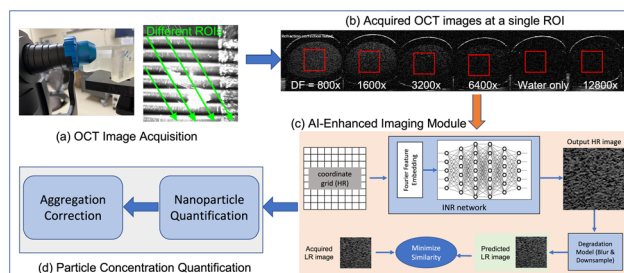 Different ROIs
(a) OCT Image Acquisition
(b) Acquired OCT images at a single ROI
DF = 800x
1600x
3200x
6400x
Water only
12800x
(c) AI-Enhanced Imaging Module
coordinate
grid (HR)
Fourier Feature
Embedding
INR network
Output HR
image
Degradation
Model (Blur &
Downsample)
Predicted
LR image
Minimize
Similarity
Acquired
LR image
Nanoparticle
Quantification
Aggregation
Correction
(d) Particle Concentration Quantification